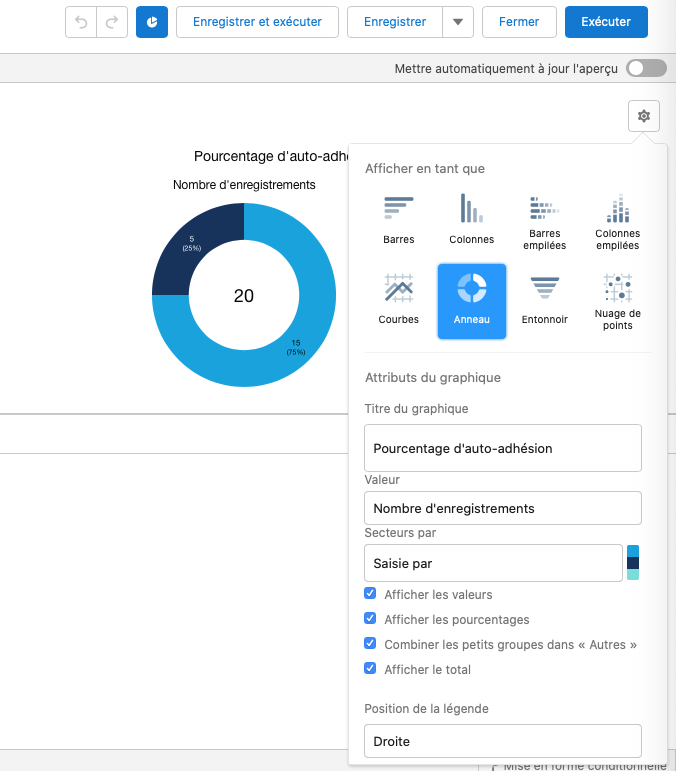 Enregistrer et exécuter
Enregistrer
Fermer
Exécuter
Mettre automatiquement à jour l'aperçu
Pourcentage d'auto-adhé
Nombre d'enregistrements
5
(25%)
20
15
(75%)
Afficher en tant que
Barres
Colonnes
Barres
empilées
Colonnes
empilées
Courbes
Anneau
Entonnoir
Nuage de
points
Attributs du graphique
Titre du graphique
Pourcentage d'auto-adhésion
Valeur
Nombre d'enregistrements
Secteurs par
Saisie par
Afficher les valeurs
Afficher les pourcentages
Combiner les petits groupes dans « Autres »
Afficher le total
Position de la légende
Droite
Mise en forme conditionnelle